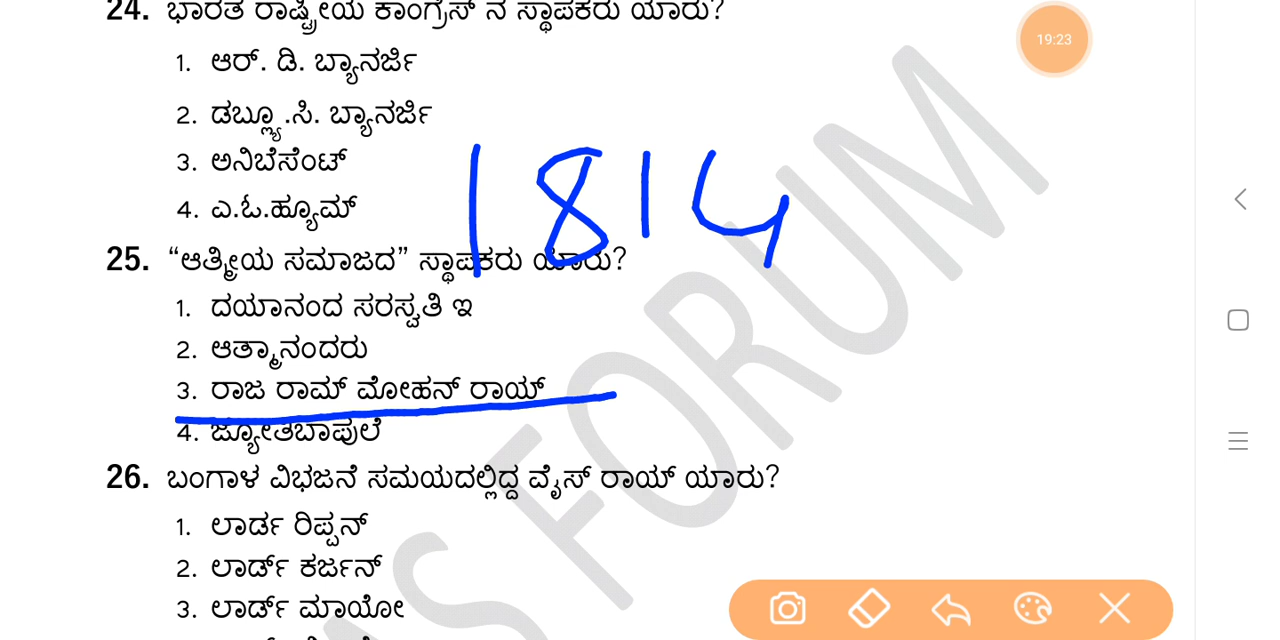 24. ಭಾರತ ರಾಷ್ಟ್ರೀಯ ಕಾಂಗ್ರೆಸ್ ನ ಸ್ಥಾಪಕರು ಯಾರು?
19:23
1. ಆರ್. ಡಿ. ಬ್ಯಾನರ್ಜಿ
2. ಡಬ್ಲ್ಯೂ.ಸಿ. ಬ್ಯಾನರ್ಜಿ
3. ಅನಿಬೆಸೆಂಟ್
4. ಎ.ಓ.ಹ್ಯೂಮ್
1814
25. “ಆತ್ಮೀಯ ಸಮಾಜದ” ಸ್ಥಾಪಕರು ಯಾರು?
1. ದಯಾನಂದ ಸರಸ್ವತಿ ಇ
2. ಆತ್ಮಾನಂದರು
3. ರಾಜ ರಾಮ್ ಮೋಹನ್ ರಾಯ್
4. ಜ್ಯೋತಿಬಾಪುಲೆ
26. ಬಂಗಾಳ ವಿಭಜನೆ ಸಮಯದಲ್ಲಿದ್ದ ವೈಸ್ ರಾಯ್ ಯಾರು?
1. ಲಾರ್ಡ ರಿಪ್ಪನ್
2. ಲಾರ್ಡ್ ಕರ್ಜನ್
3. ಲಾರ್ಡ್ ಮಾಯೋ
FORUM